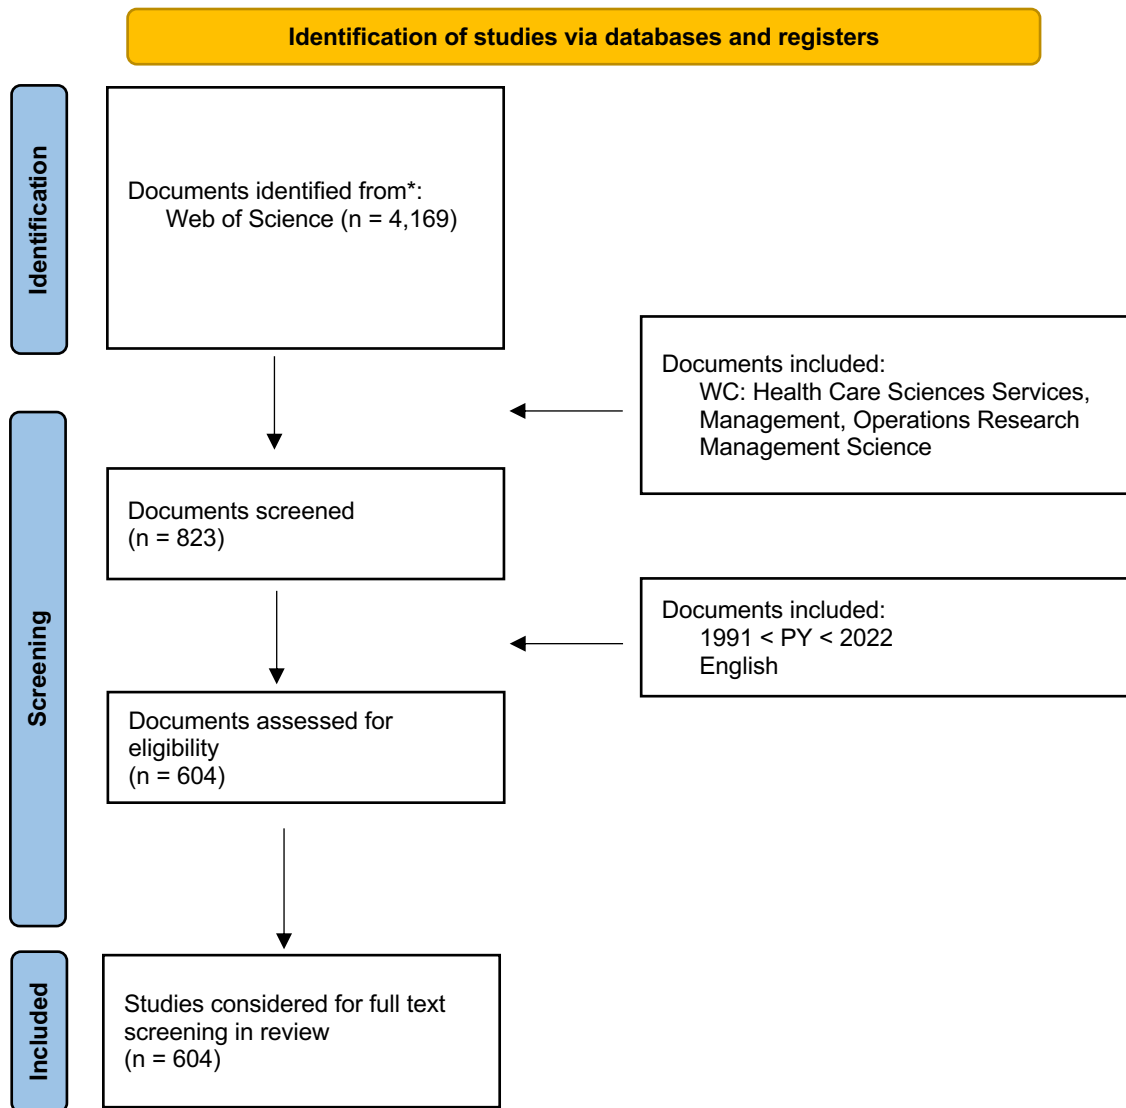 Identification of studies via databases and registers
Identification
Documents identified from*:
Web of Science (n = 4,169)
Documents included:
WC: Health Care Sciences Services,
Management, Operations Research
Management Science
Screening
Documents screened
(n = 823)
Documents included:
1991 < PY < 2022
English
Documents assessed for
eligibility
(n = 604)
Included
Studies considered for full text
screening in review
(n = 604)